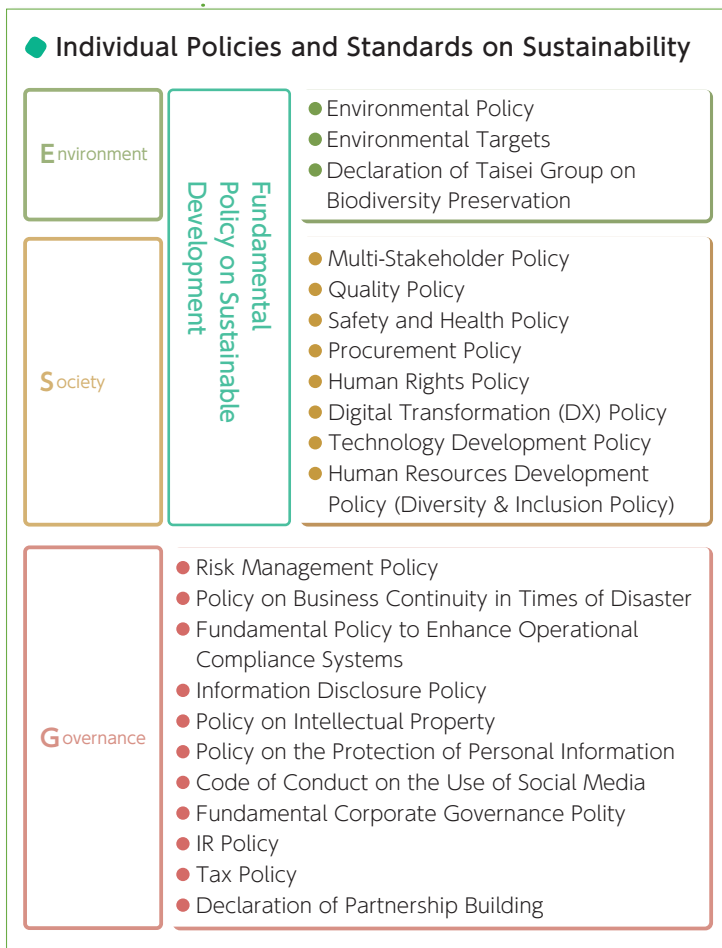 Individual Policies and Standards on Sustainability
Environment
Fundamental
Policy on Sustainable
Development
Environmental Policy
Environmental Targets
Declaration of Taisei Group on
Biodiversity Preservation
Society
Multi-Stakeholder Policy
Quality Policy
Safety and Health Policy
Procurement Policy
Human Rights Policy
Digital Transformation (DX) Policy
Technology Development Policy
Human Resources Development
Policy (Diversity & Inclusion Policy)
Governance
Risk Management Policy
Policy on Business Continuity in Times of Disaster
Fundamental Policy to Enhance Operational
Compliance Systems
Information Disclosure Policy
Policy on Intellectual Property
Policy on the Protection of Personal Information
Code of Conduct on the Use of Social Media
Fundamental Corporate Governance Polity
IR Policy
Tax Policy
Declaration of Partnership Building